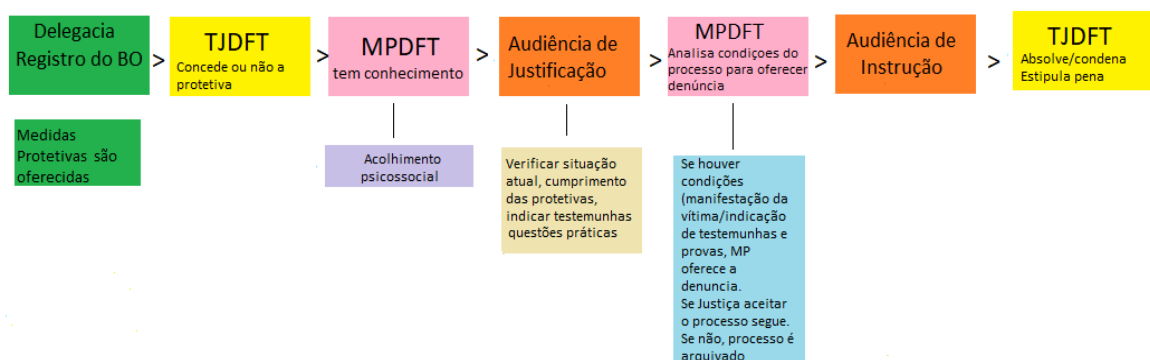 Delegacia
Registro do BO
>
TJDFT
Concede ou não a
protetiva
>
MPDFT
tem conhecimento
>
Audiência de
Justificação
>
MPDFT
Analisa condiçoes do
processo para oferecer
denúncia
>
Audiência de
Instrução
>
TJDFT
Absolve/condena
Estipula pena
Medidas
Protetivas são
oferecidas
Acolhimento
psicossocial
Verificar situação
atual, cumprimento
das protetivas,
indicar testemunhas
questões práticas
Se houver
condições
(manifestação da
vítima/indicação
de testemunhas e
provas, MP
oferece a
denuncia.
Se Justiça aceitar
o processo segue.
Se não, processo é
arquivado